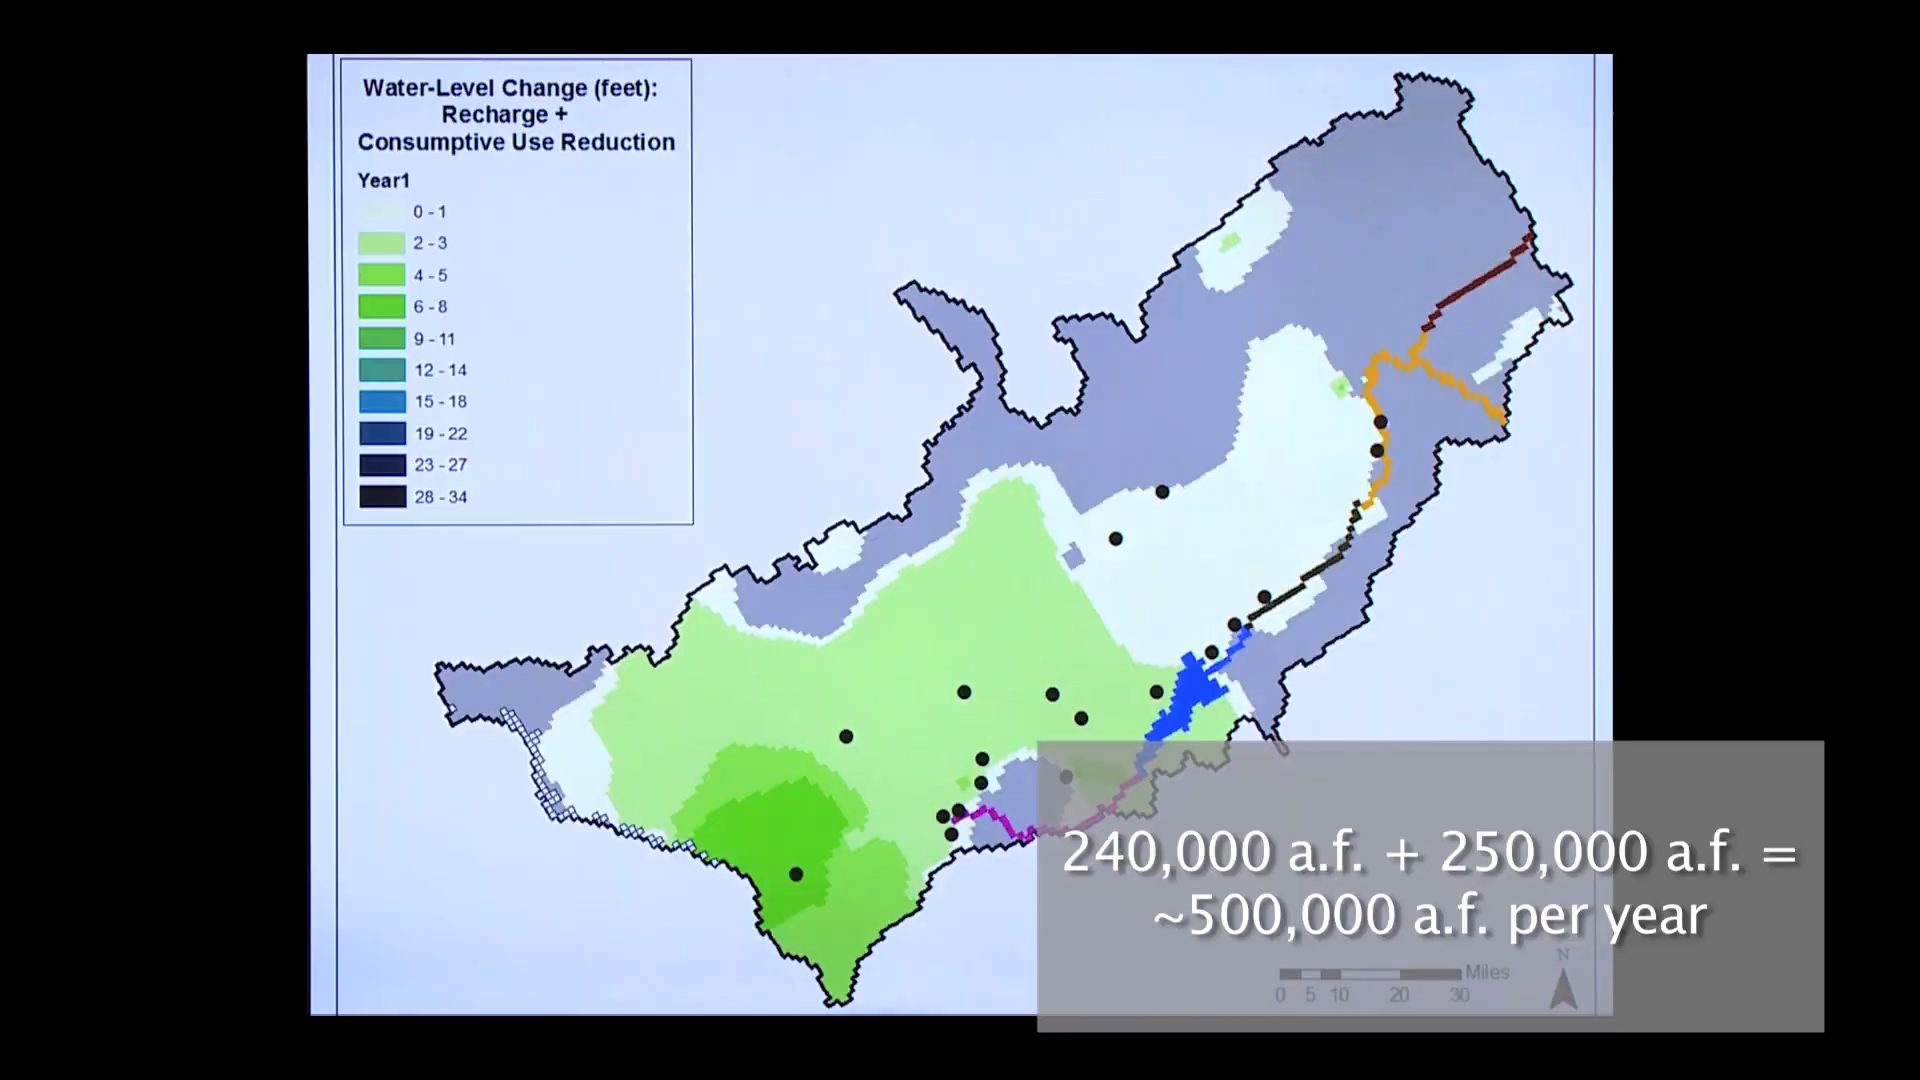 Water-Level Change (feet):
Recharge +
Consumptive Use Reduction
Year1
0 - 1
2 - 3
4 - 5
6 - 8
9 - 11
12 - 14
15 - 18
19 - 22
23 - 27
28 - 34
240,000 a.f. + 250,000 a.f. =
~500,000 a.f. per year
N
Miles
0 5 10 20 30